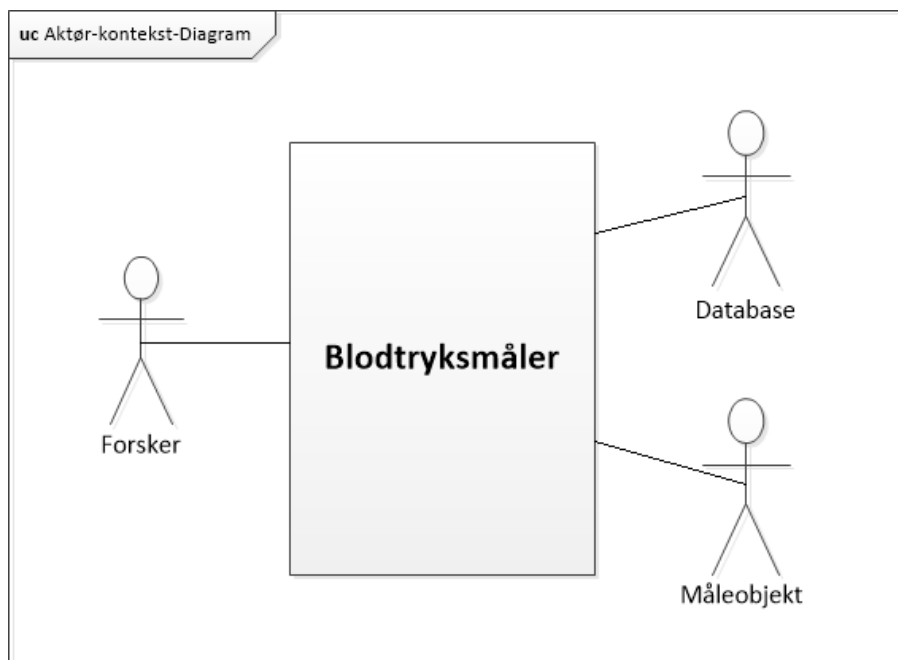 uc Aktør-kontekst-Diagram
Database
Blodtryksmåler
Forsker
Måleobjekt